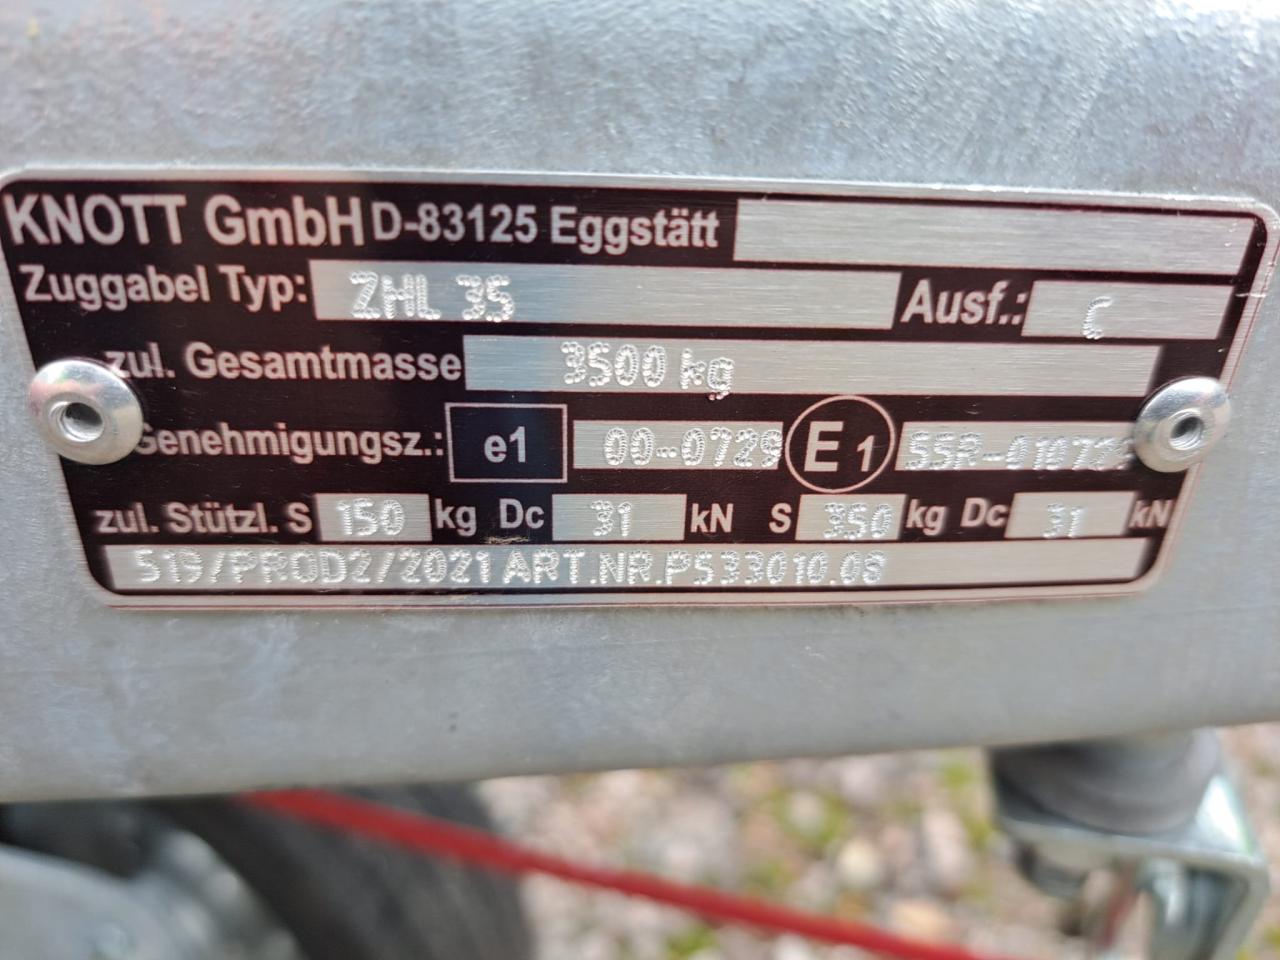 KNOTT GmbH D-83125 Eggstätt
Zuggabel Typ: ZHL 35 Ausf.: C
zul. Gesamtmasse 3500 kg
Genehmigungsz.: e1 00-0729 E1
zul. Stützl. S 150 kg Dc 31 kN S 350 kg Dc 31 kN
519/PROD2/2021 ART.NR.P533010.08